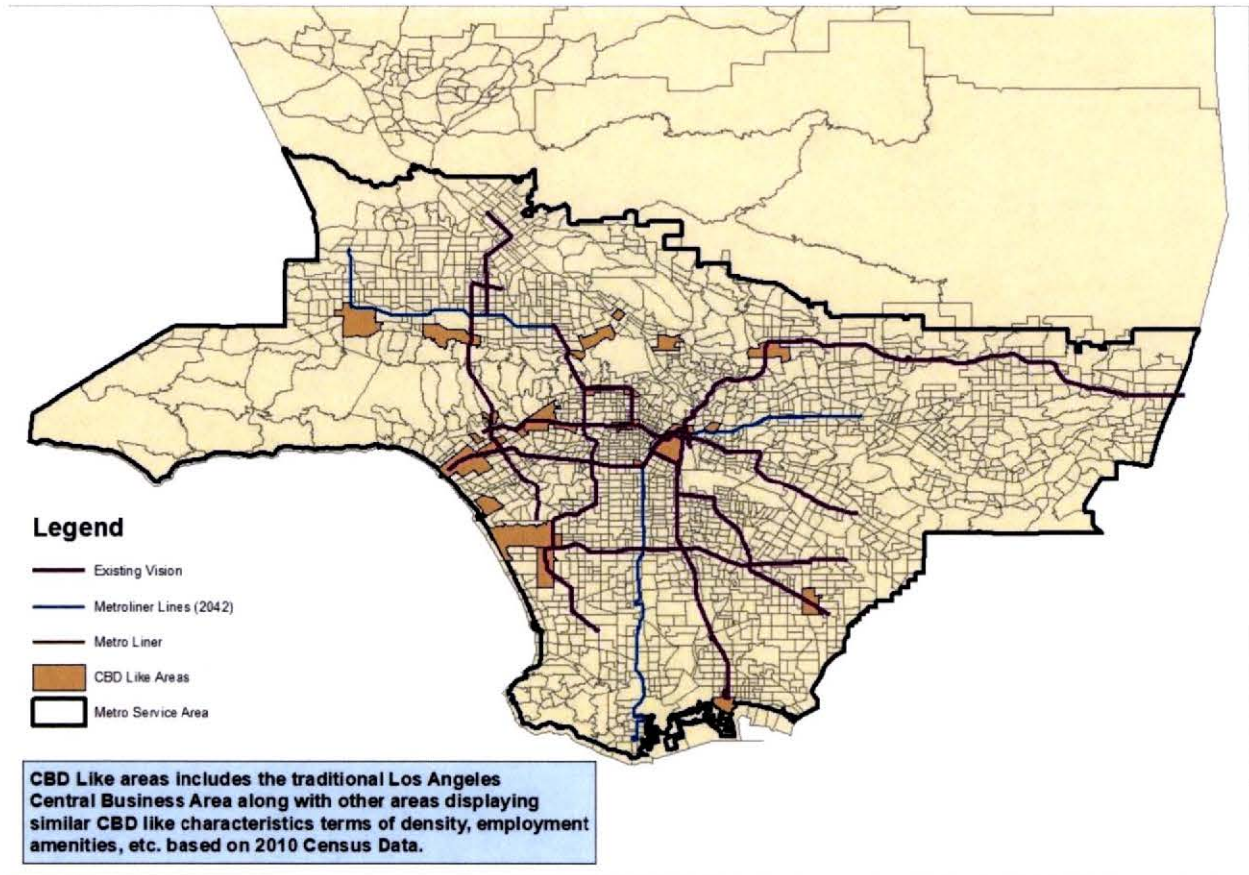 Legend
Existing Vision
Metroliner Lines (2042)
Metro Liner
CBD Like Areas
Metro Service Area
CBD Like areas includes the traditional Los Angeles
Central Business Area along with other areas displaying
similar CBD like characteristics terms of density, employment
amenities, etc. based on 2010 Census Data.